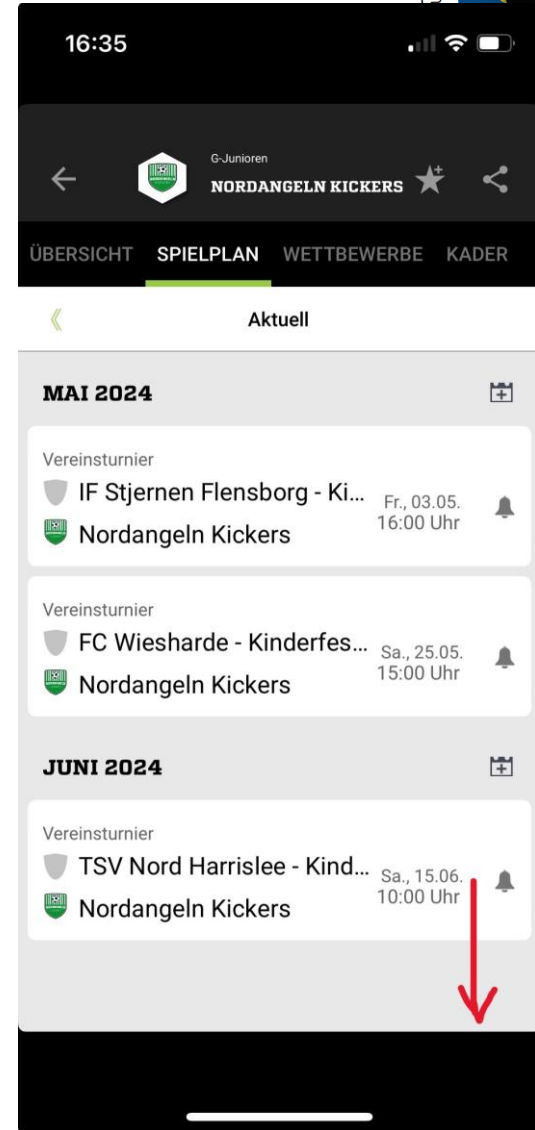 16:35
G-Junioren
NORDANGELN KICKERS
ÜBERSICHT SPIELPLAN WETTBEWERBE KADER
Aktuell
MAI 2024
Vereinsturnier
IF Stjernen Flensborg - Ki...
Fr., 03.05.
16:00 Uhr
Nordangeln Kickers
Vereinsturnier
FC Wiesharde - Kinderfes...
Sa., 25.05.
15:00 Uhr
Nordangeln Kickers
JUNI 2024
Vereinsturnier
TSV Nord Harrislee - Kind...
Sa., 15.06.
10:00 Uhr
Nordangeln Kickers